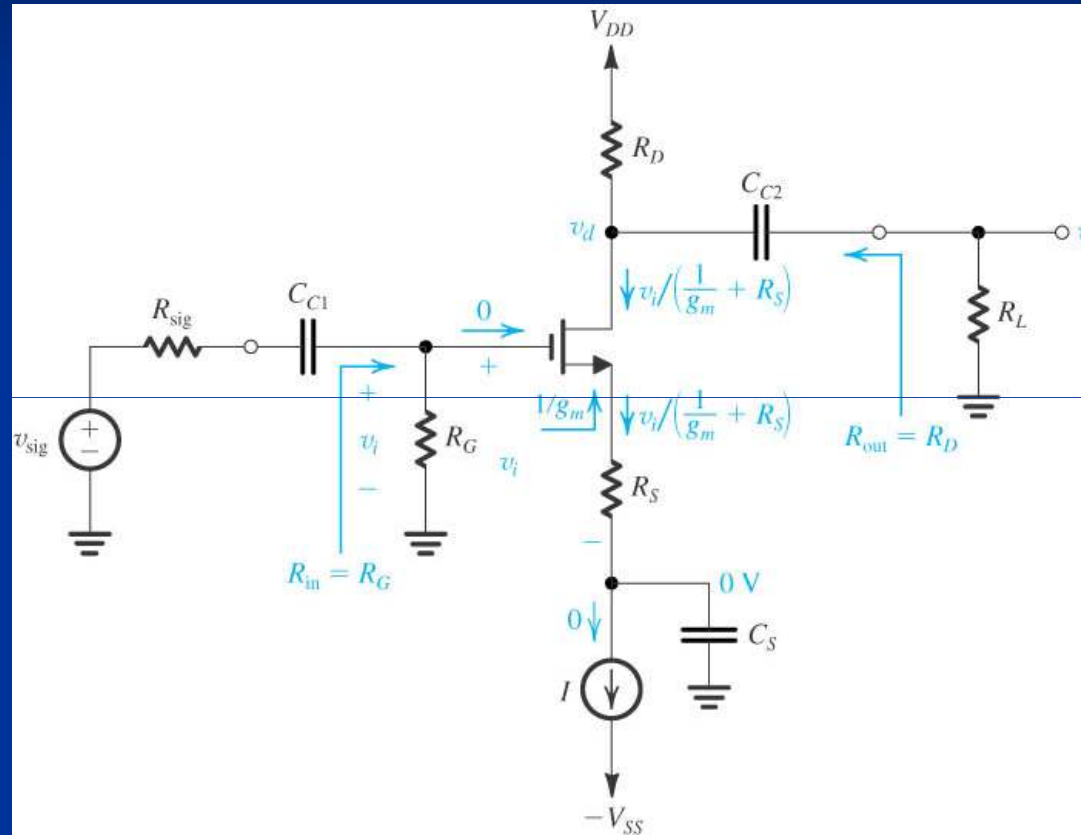 V_DD
R_D
C_C2
v_d
v_i/(1/g_m + R_S)
R_sig
C_C1
0
+
R_L
+
v_i
−
R_G
v_i
1/g_m
v_i/(1/g_m + R_S)
R_out = R_D
v_sig
+
−
R_S
−
R_in = R_G
0 V
0
C_S
I
−V_SS